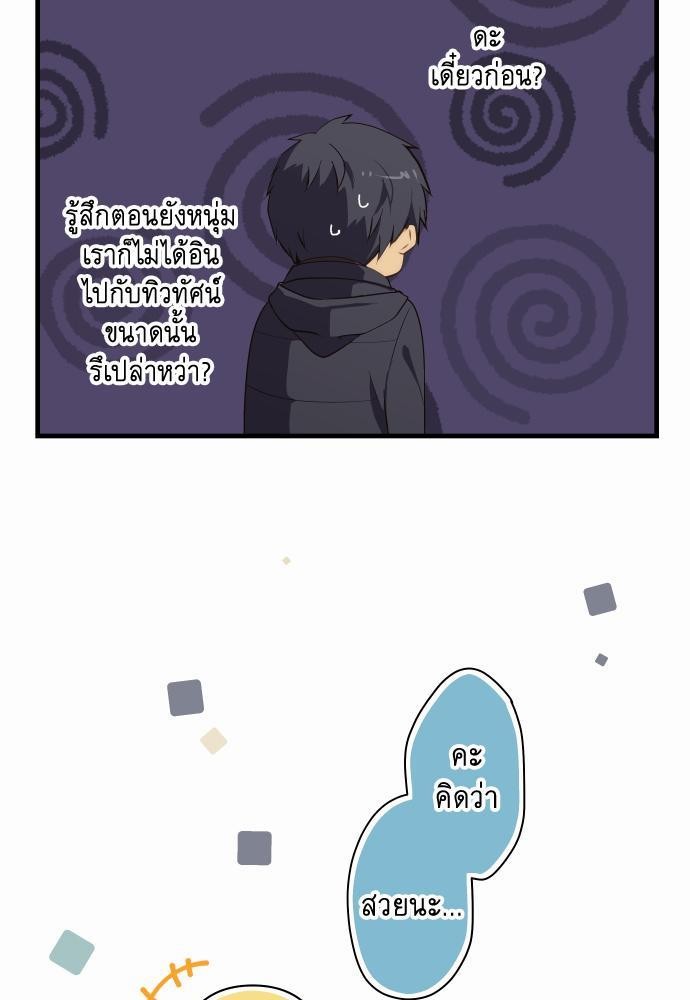 ดะ
เดี๋ยวก่อน?
รู้สึกตอนยังหนุ่ม
เราก็ไม่ได้อิน
ไปกับทิวทัศน์
ขนาดนั้น
รึเปล่าหว่า?
คะ
คิดว่า
สวยนะ...